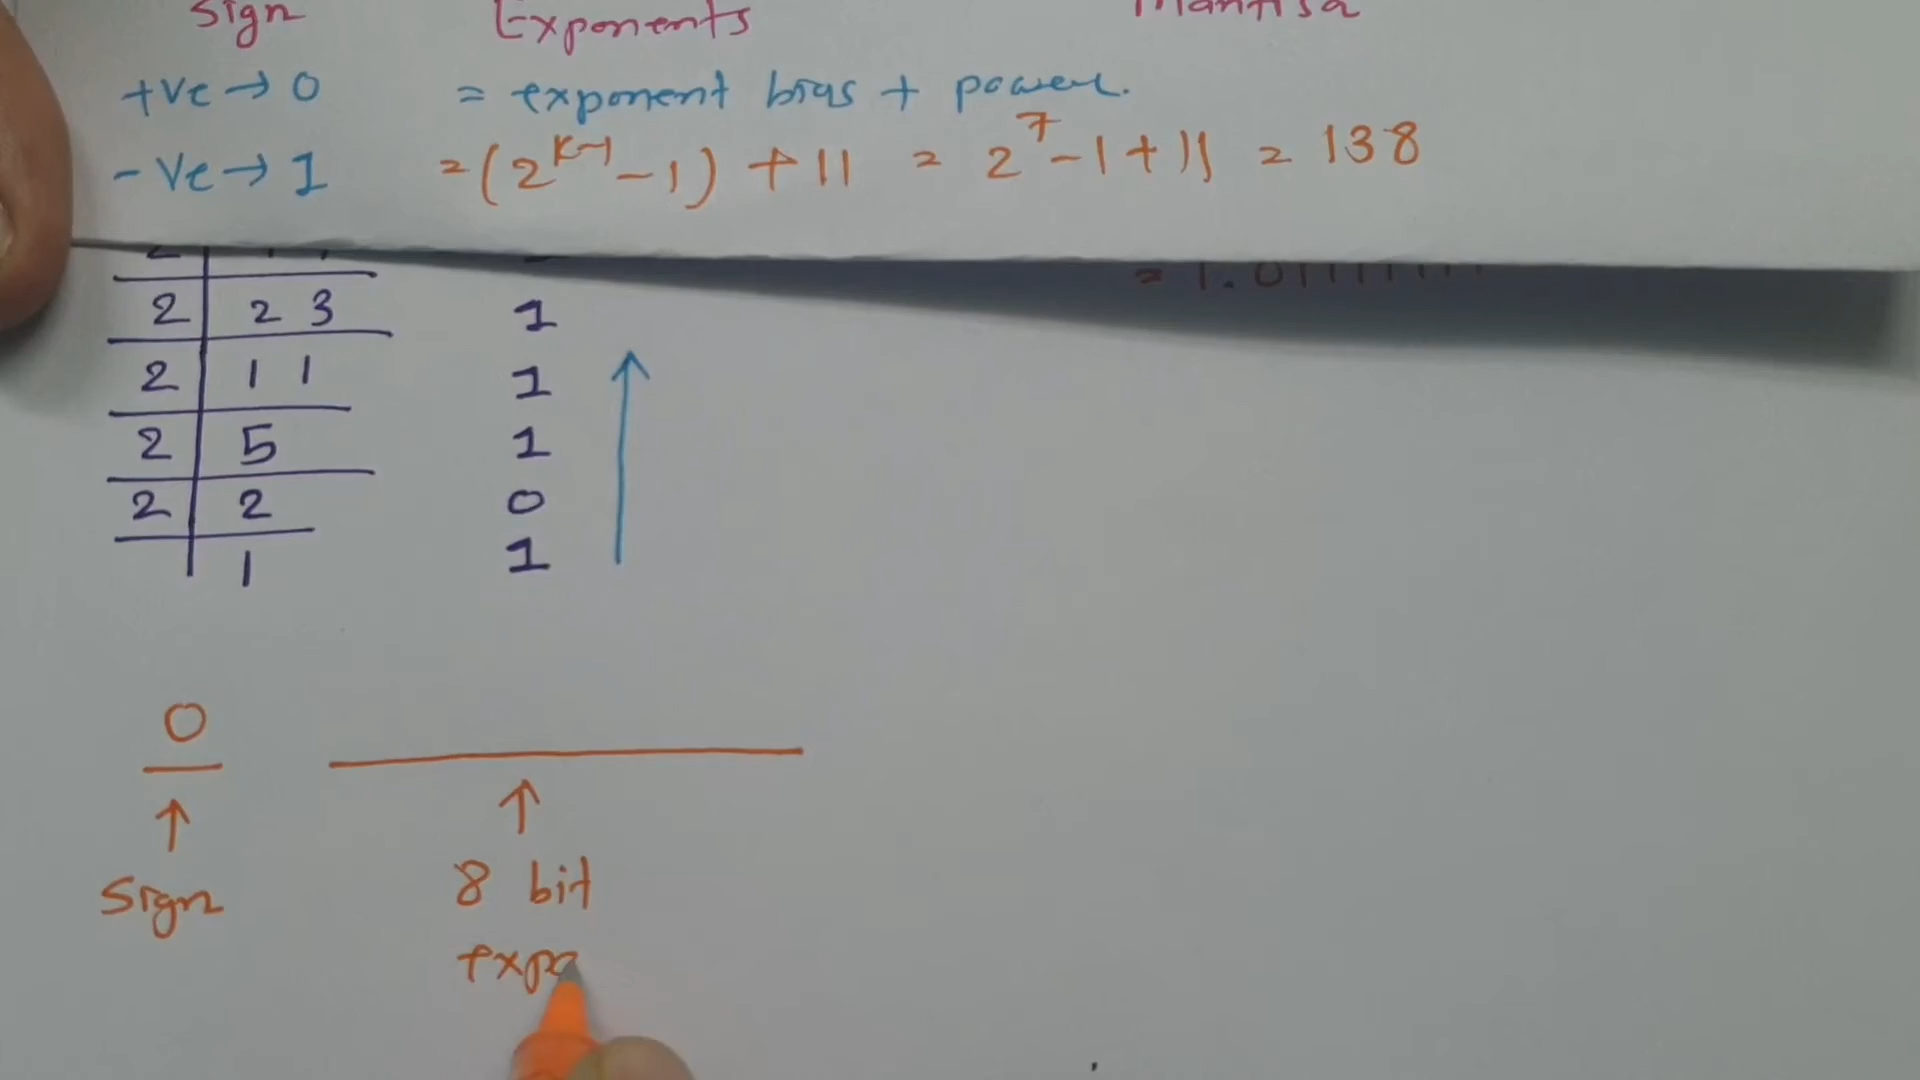 Sign Exponents Mantisa
+ve → 0 = exponent bias + power.
-ve → 1 = (2^(K-1) - 1) + 11 = 2^7 - 1 + 11 = 138
= 1.01111111
2 23 1
2 11 1
2 5 1
2 2 0
1 1
0
↑ ↑
Sign 8 bit
expo